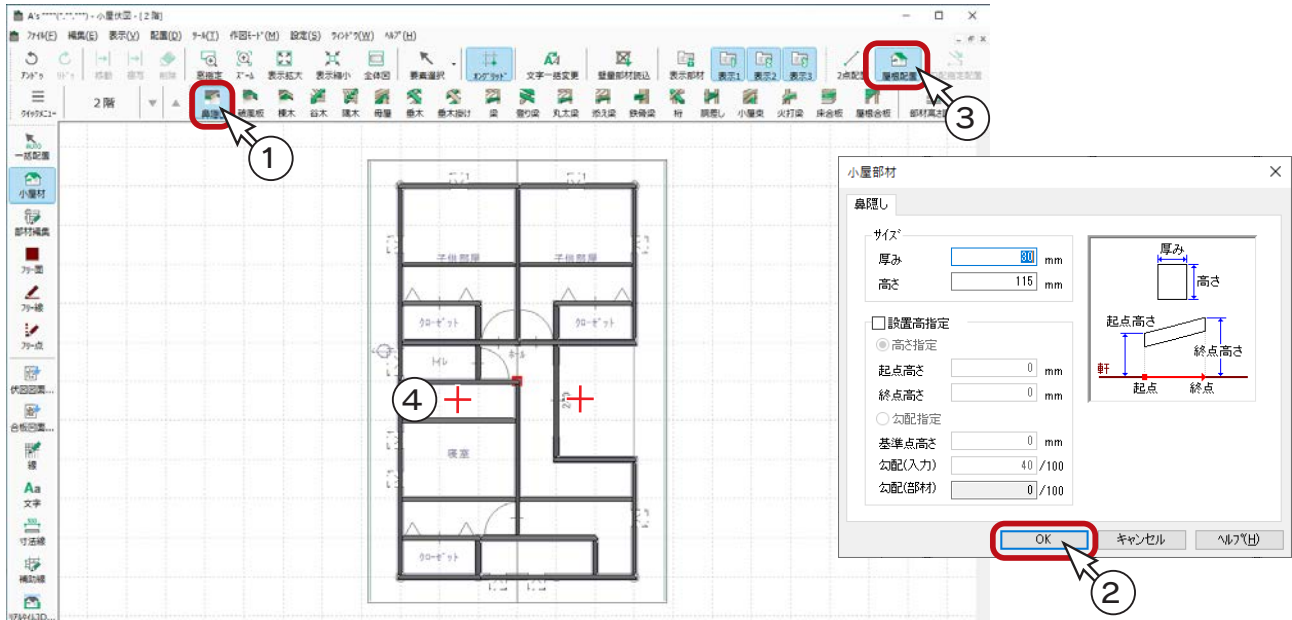 A's ****(*.**.***) - 小屋伏図 - [2 階]
ﾌｧｲﾙ(F) 編集(E) 表示(V) 配置(D) ﾂｰﾙ(T) 作図ﾓｰﾄﾞ(M) 設定(S) ｳｨﾝﾄﾞｳ(W) ﾍﾙﾌﾟ(H)
ｱﾝﾄﾞｩ ﾘﾄﾞｩ 移動 複写 削除 窓指定 ｽﾞｰﾑ 表示拡大 表示縮小 全体図 要素選択 文字一括変更 壁量部材読込 表示部材 表示1 表示2 表示3 2点配置 屋根配置
ｸｲｯｸﾒﾆｭｰ 2 階 鼻隠し 破風板 棟木 谷木 隅木 母屋 垂木 垂木掛け 梁 登り梁 丸太梁 添え梁 鉄骨梁 桁 頭差し 小屋束 火打梁 床合板 屋根合板
①
③
AUTO
一括配置
小屋材
部材編集
ﾌﾘｰ面
ﾌﾘｰ線
ﾌﾘｰ点
伏図図面...
合板図面...
線
Aa
文字
寸法線
補助線
ﾘｱﾙﾀｲﾑ3D...
子供部屋
子供部屋
ｸﾛｰｾﾞｯﾄ
ｸﾛｰｾﾞｯﾄ
ﾄｲﾚ
ﾎｰﾙ
④
寝室
ｸﾛｰｾﾞｯﾄ
小屋部材
鼻隠し
ｻｲｽﾞ
厚み 30 mm
高さ 115 mm
設置高指定
高さ指定
起点高さ 0 mm
終点高さ 0 mm
勾配指定
基準点高さ 0 mm
勾配(入力) 40 /100
勾配(部材) 0 /100
厚み
高さ
起点高さ
終点高さ
軒
起点 終点
OK キャンセル ﾍﾙﾌﾟ(H)
②